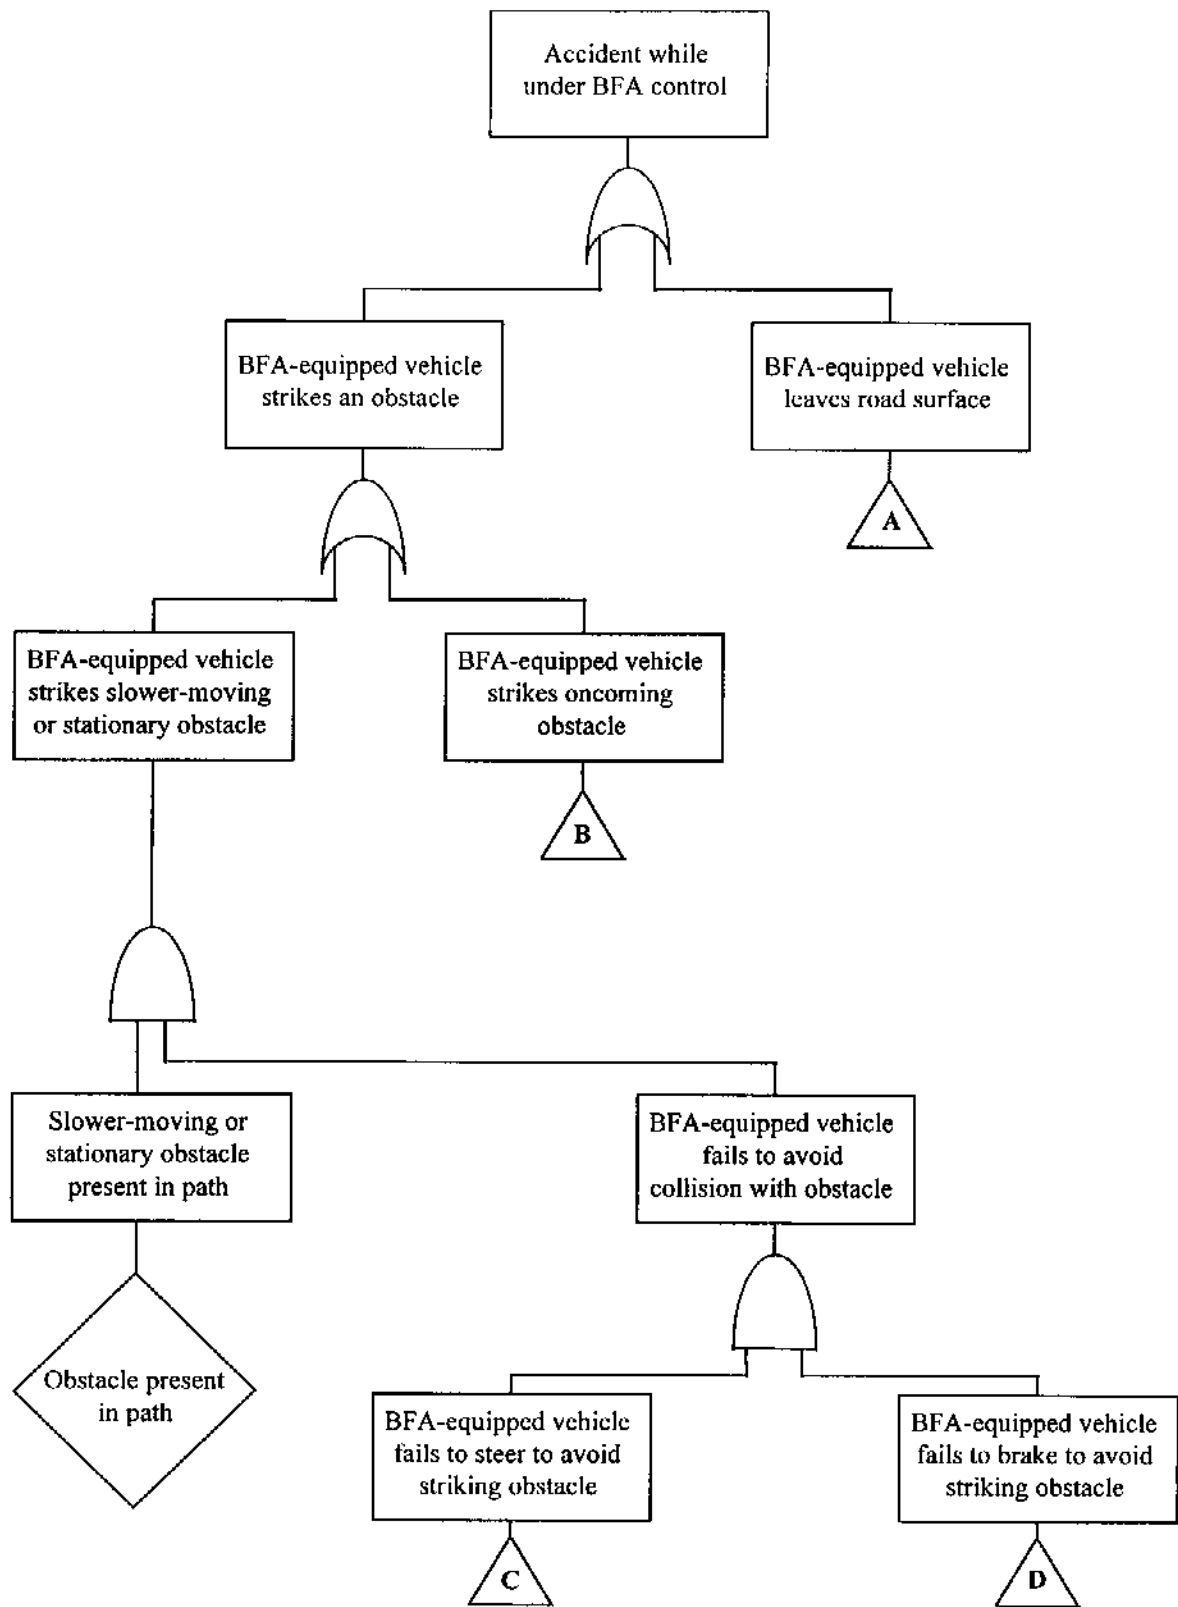 Accident while
under BFA control
BFA-equipped vehicle
strikes an obstacle
BFA-equipped vehicle
leaves road surface
A
BFA-equipped vehicle
strikes slower-moving
or stationary obstacle
BFA-equipped vehicle
strikes oncoming
obstacle
B
Slower-moving or
stationary obstacle
present in path
BFA-equipped vehicle
fails to avoid
collision with obstacle
Obstacle present
in path
BFA-equipped vehicle
fails to steer to avoid
striking obstacle
BFA-equipped vehicle
fails to brake to avoid
striking obstacle
C
D